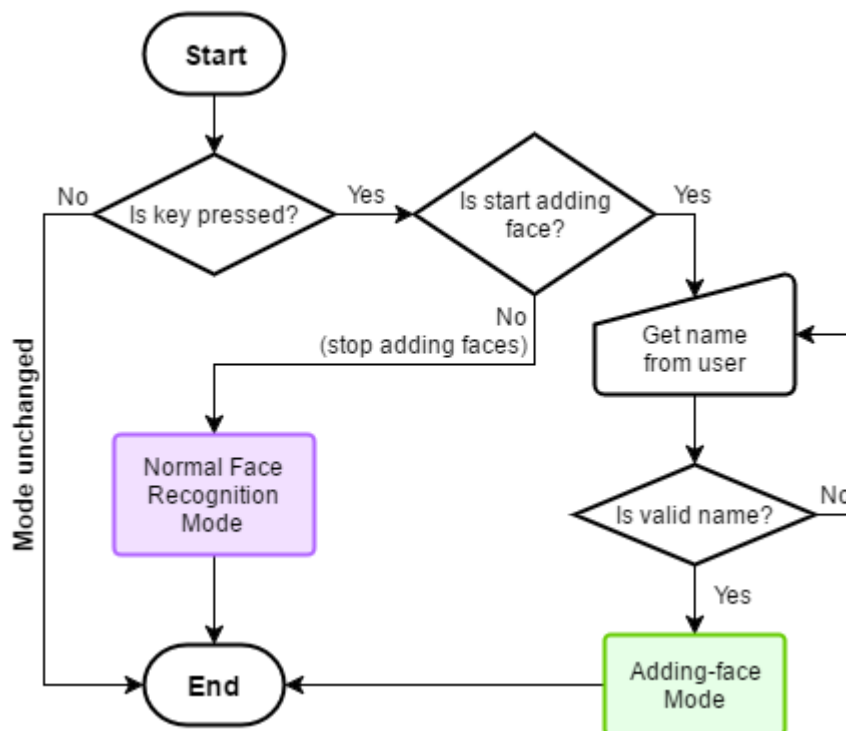 Start
No
Is key pressed?
Yes
Is start adding
face?
Yes
No
(stop adding faces)
Get name
from user
Mode unchanged
Normal Face
Recognition
Mode
Is valid name?
No
Yes
End
Adding-face
Mode